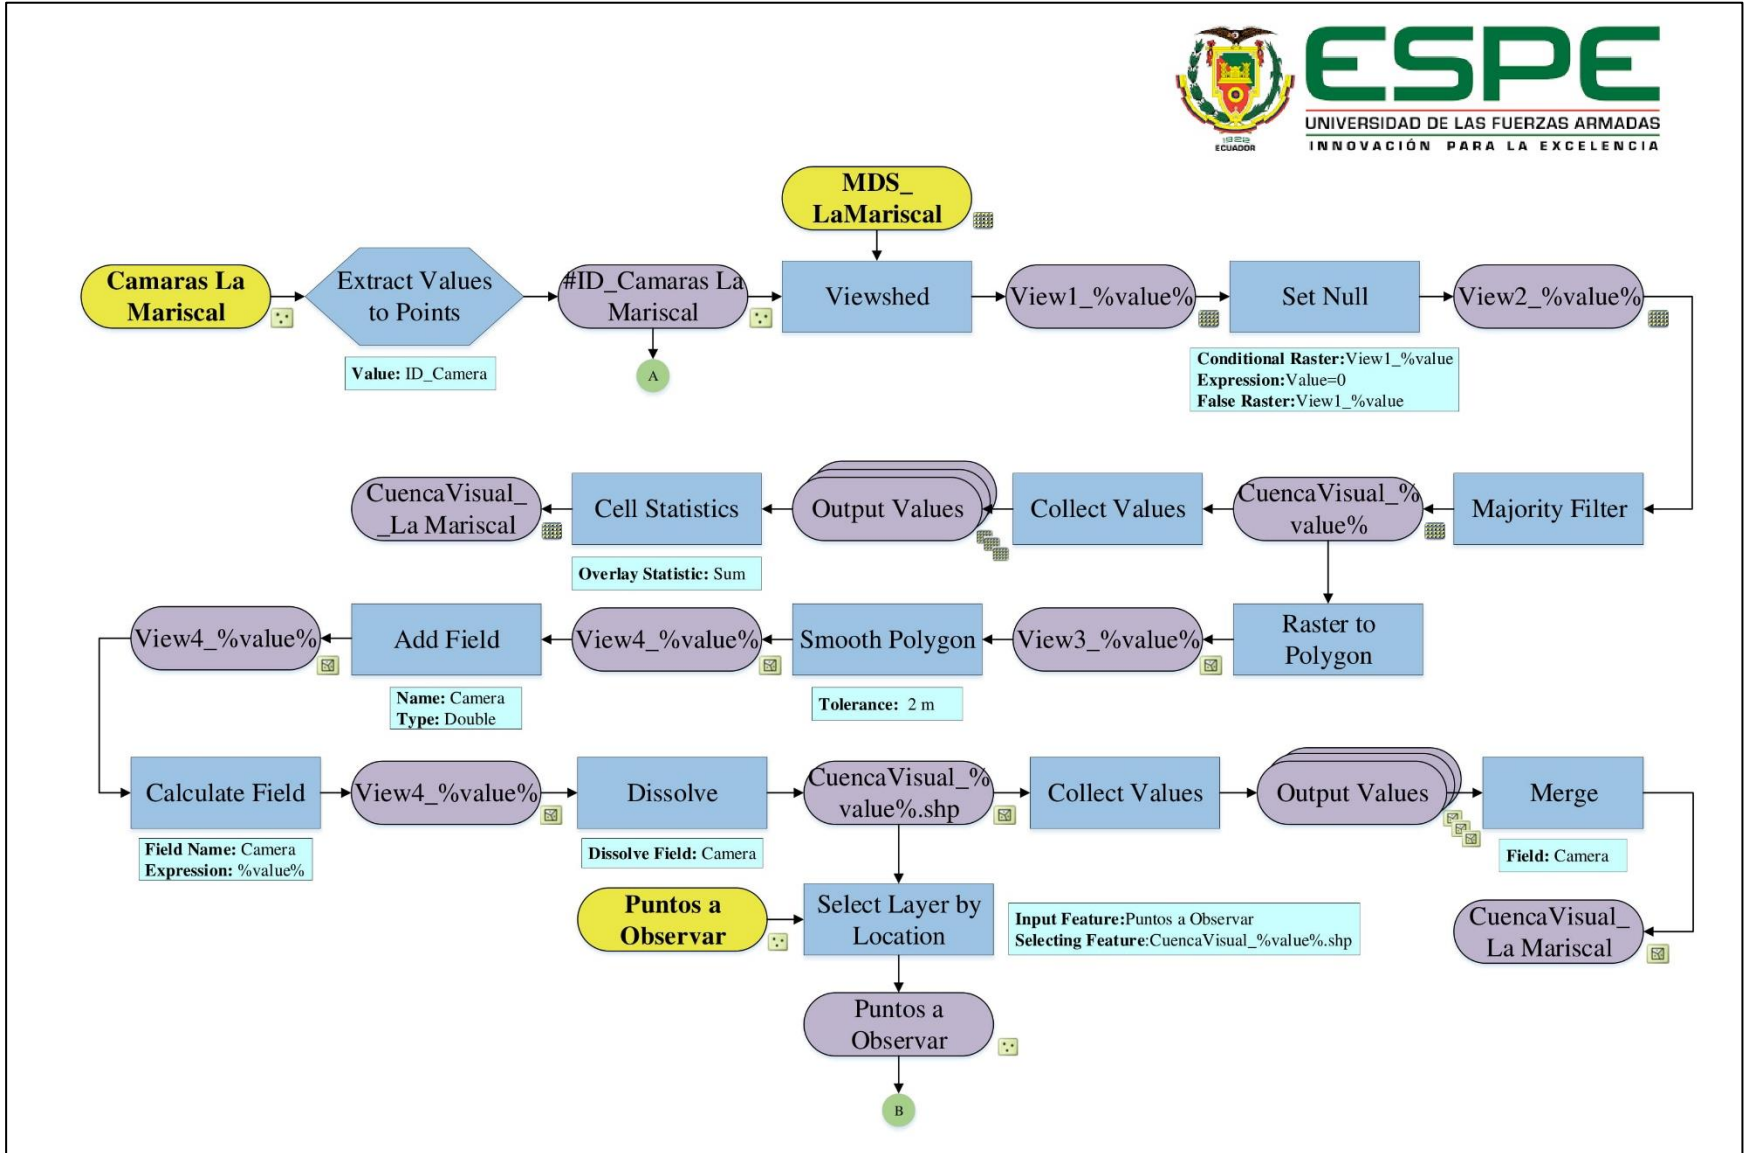 ESPE
UNIVERSIDAD DE LAS FUERZAS ARMADAS
INNOVACIÓN PARA LA EXCELENCIA
1922
ECUADOR
MDS_
LaMariscal
Camaras La
Mariscal
Extract Values
to Points
#ID_Camaras La
Mariscal
Viewshed
View1_%value%
Set Null
View2_%value%
Value: ID_Camera
A
Conditional Raster:View1_%value
Expression:Value=0
False Raster:View1_%value
CuencaVisual_
_La Mariscal
Cell Statistics
Output Values
Collect Values
CuencaVisual_%
value%
Majority Filter
Overlay Statistic: Sum
View4_%value%
Add Field
View4_%value%
Smooth Polygon
View3_%value%
Raster to
Polygon
Name: Camera
Type: Double
Tolerance: 2 m
Calculate Field
View4_%value%
Dissolve
CuencaVisual_%
value%.shp
Collect Values
Output Values
Merge
Field Name: Camera
Expression: %value%
Dissolve Field: Camera
Field: Camera
Puntos a
Observar
Select Layer by
Location
Input Feature:Puntos a Observar
Selecting Feature:CuencaVisual_%value%.shp
CuencaVisual_
La Mariscal
Puntos a
Observar
B